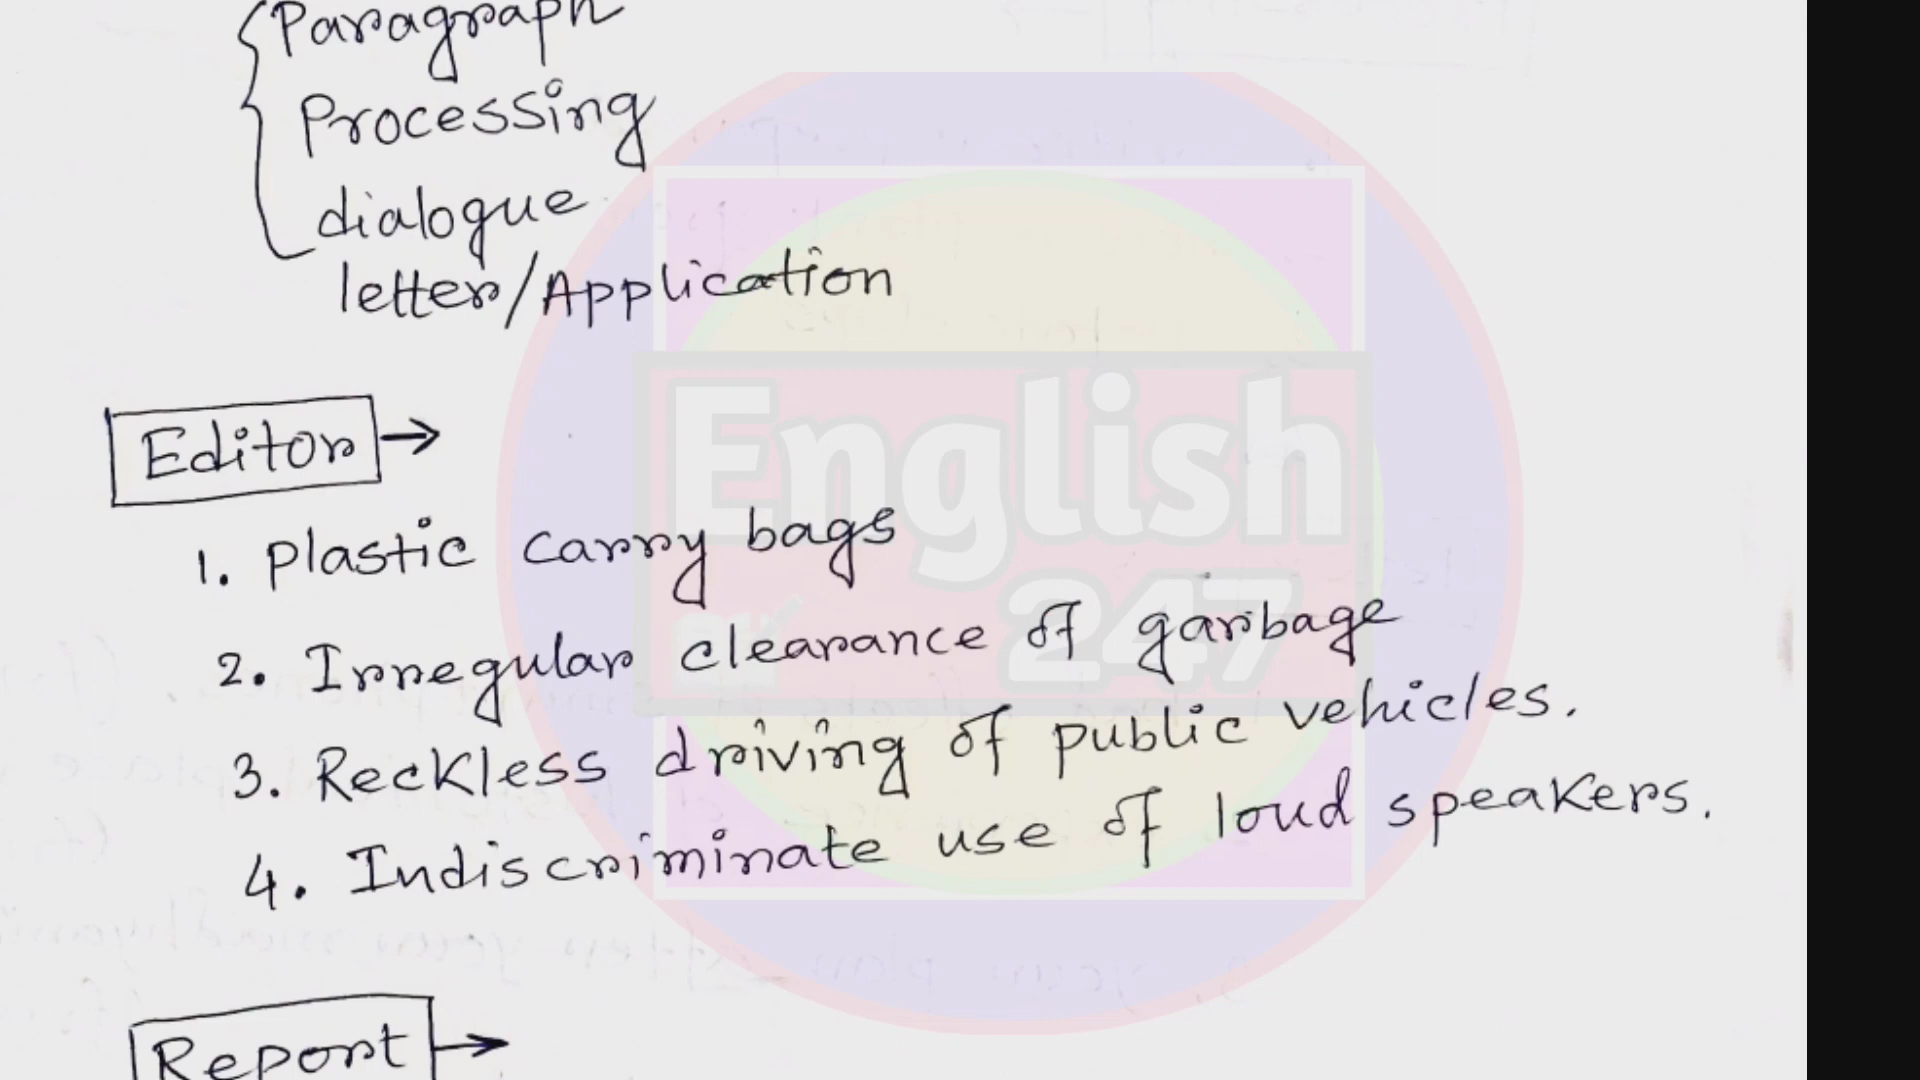 Paragraph
Processing
dialogue
letter/Application
Editor →
1. Plastic carry bags
2. Irregular clearance of garbage
3. Reckless driving of public vehicles.
4. Indiscriminate use of loud speakers.
Report →
English
247